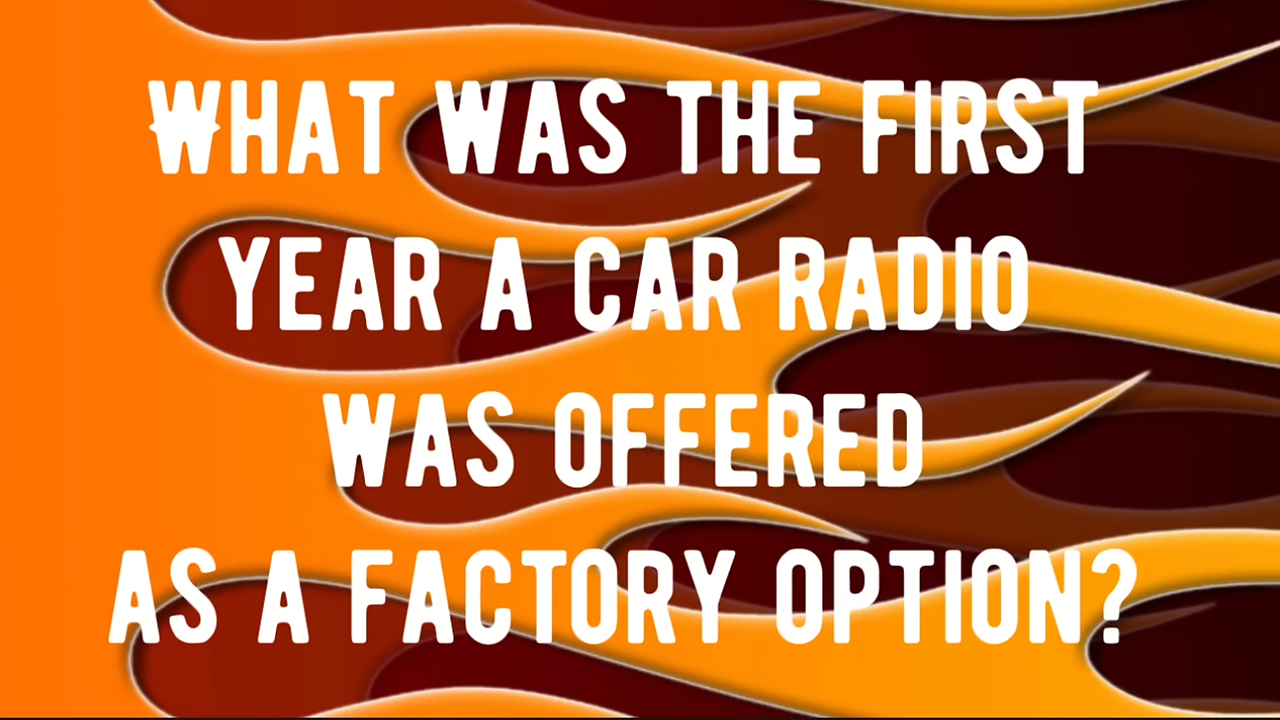 WHAT WAS THE FIRST
YEAR A CAR RADIO
WAS OFFERED
AS A FACTORY OPTION?